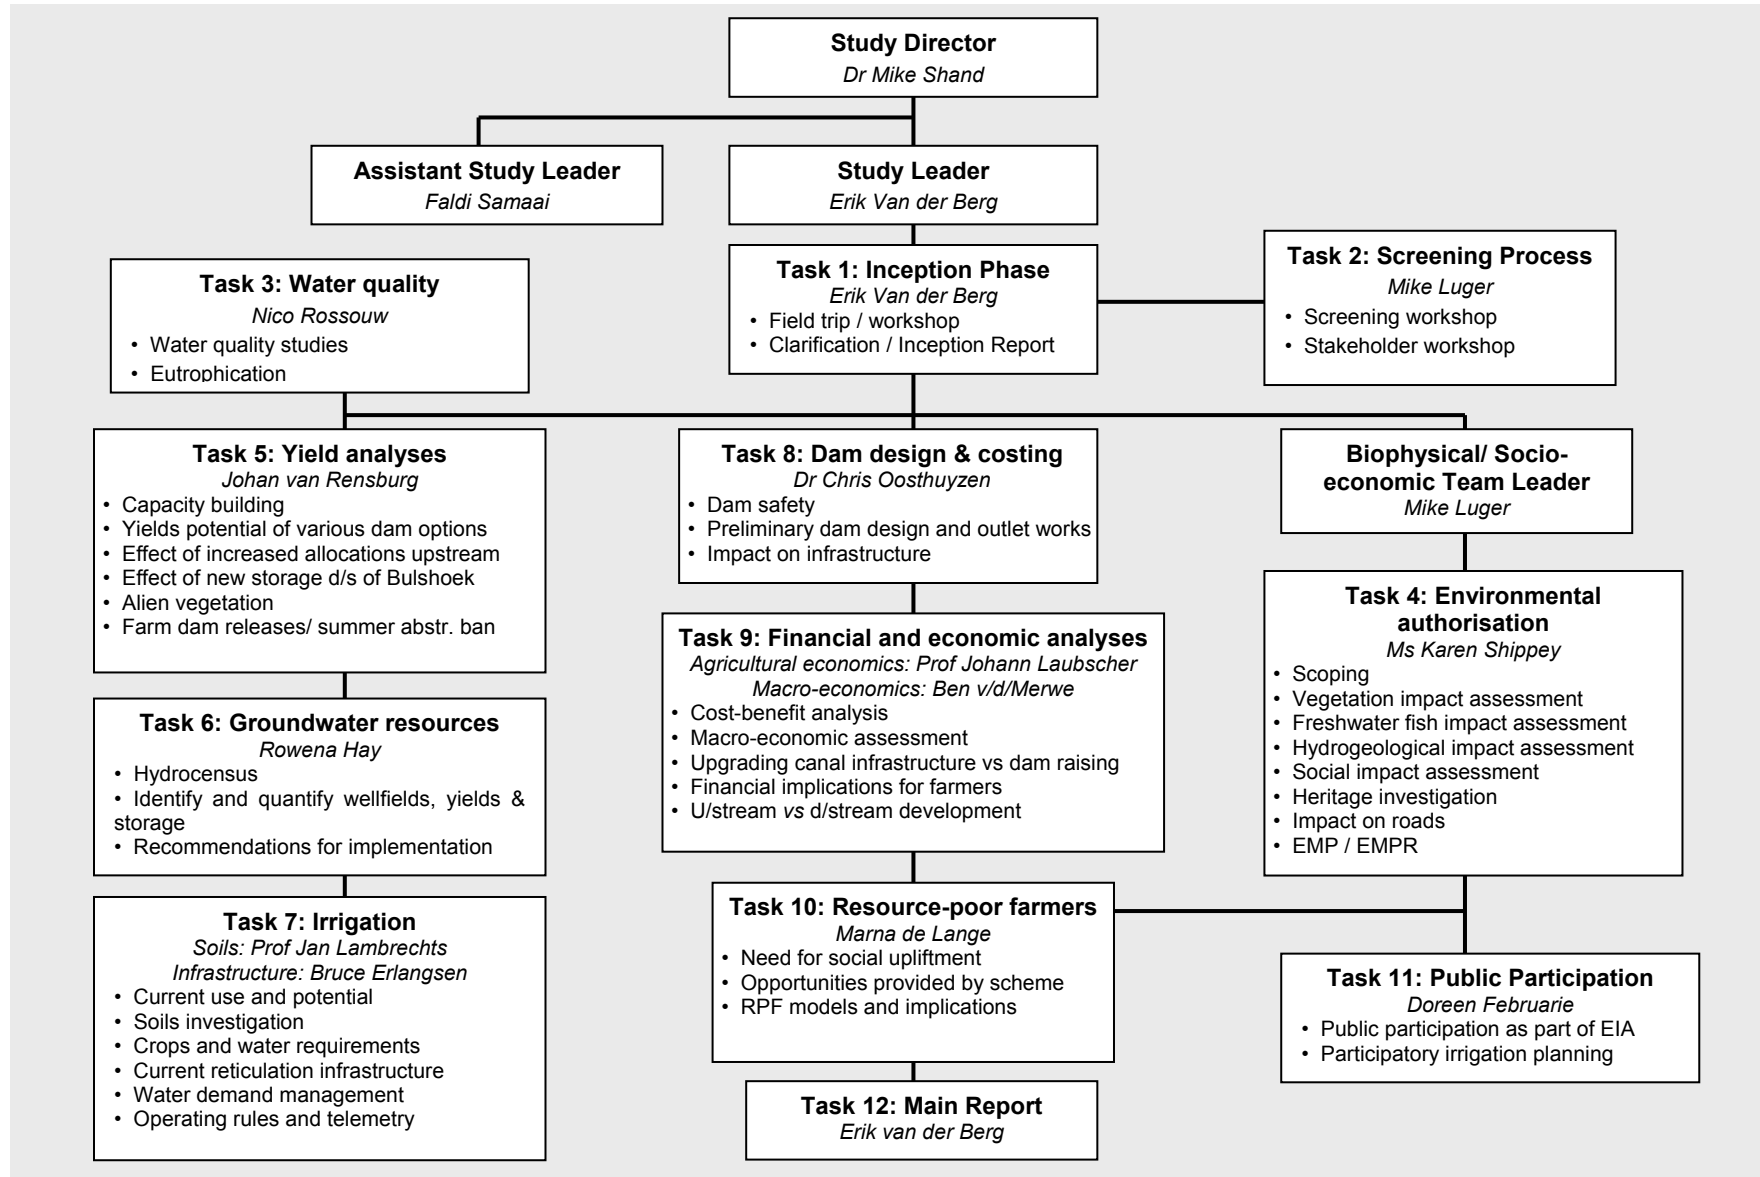 Study Director
Dr Mike Shand
Assistant Study Leader
Faldi Samaai
Study Leader
Erik Van der Berg
Task 1: Inception Phase
Erik Van der Berg
• Field trip / workshop
• Clarification / Inception Report
Task 2: Screening Process
Mike Luger
• Screening workshop
• Stakeholder workshop
Task 3: Water quality
Nico Rossouw
• Water quality studies
• Eutrophication
Task 5: Yield analyses
Johan van Rensburg
• Capacity building
• Yields potential of various dam options
• Effect of increased allocations upstream
• Effect of new storage d/s of Bulshoek
• Alien vegetation
• Farm dam releases/ summer abstr. ban
Task 6: Groundwater resources
Rowena Hay
• Hydrocensus
• Identify and quantify wellfields, yields &
storage
• Recommendations for implementation
Task 7: Irrigation
Soils: Prof Jan Lambrechts
Infrastructure: Bruce Erlangsen
• Current use and potential
• Soils investigation
• Crops and water requirements
• Current reticulation infrastructure
• Water demand management
• Operating rules and telemetry
Task 8: Dam design & costing
Dr Chris Oosthuyzen
• Dam safety
• Preliminary dam design and outlet works
• Impact on infrastructure
Task 9: Financial and economic analyses
Agricultural economics: Prof Johann Laubscher
Macro-economics: Ben v/d/Merwe
• Cost-benefit analysis
• Macro-economic assessment
• Upgrading canal infrastructure vs dam raising
• Financial implications for farmers
• U/stream vs d/stream development
Task 10: Resource-poor farmers
Marna de Lange
• Need for social upliftment
• Opportunities provided by scheme
• RPF models and implications
Task 12: Main Report
Erik van der Berg
Biophysical/ Socio-
economic Team Leader
Mike Luger
Task 4: Environmental
authorisation
Ms Karen Shippey
• Scoping
• Vegetation impact assessment
• Freshwater fish impact assessment
• Hydrogeological impact assessment
• Social impact assessment
• Heritage investigation
• Impact on roads
• EMP / EMPR
Task 11: Public Participation
Doreen Februarie
• Public participation as part of EIA
• Participatory irrigation planning